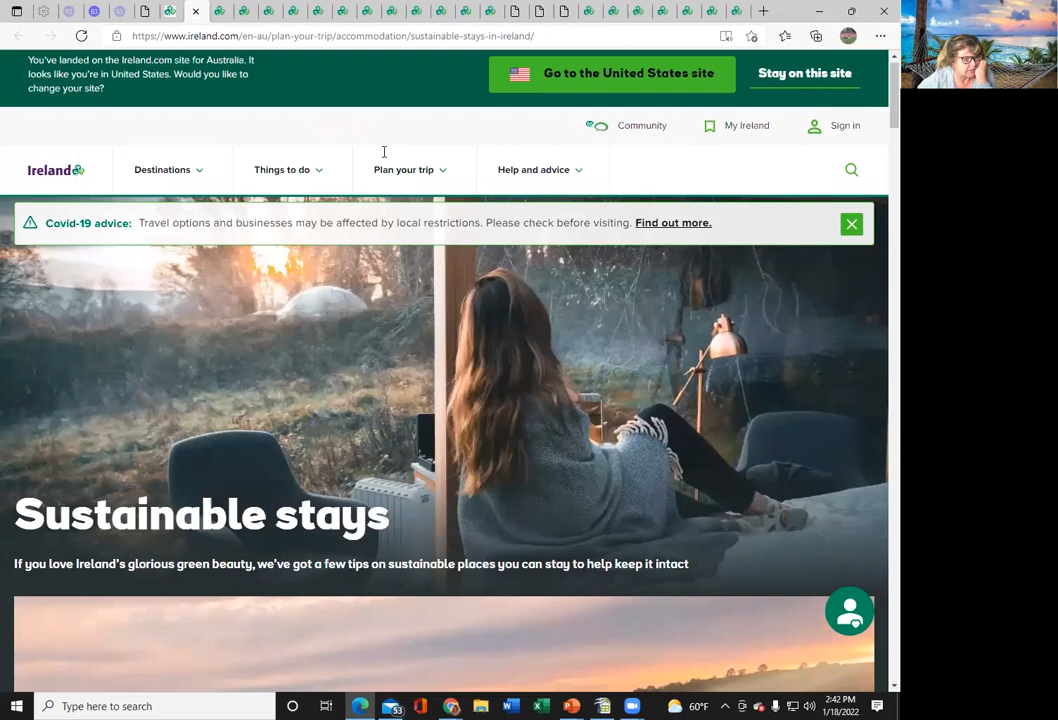 https://www.ireland.com/en-au/plan-your-trip/accommodation/sustainable-stays-in-ireland/
You've landed on the Ireland.com site for Australia. It
looks like you're in United States. Would you like to
change your site?
Go to the United States site
Stay on this site
Community
My Ireland
Sign in
Ireland
Destinations
Things to do
Plan your trip
Help and advice
Covid-19 advice: Travel options and businesses may be affected by local restrictions. Please check before visiting. Find out more.
Sustainable stays
If you love Ireland's glorious green beauty, we've got a few tips on sustainable places you can stay to help keep it intact
Type here to search
53
60°F
2:42 PM
1/18/2022